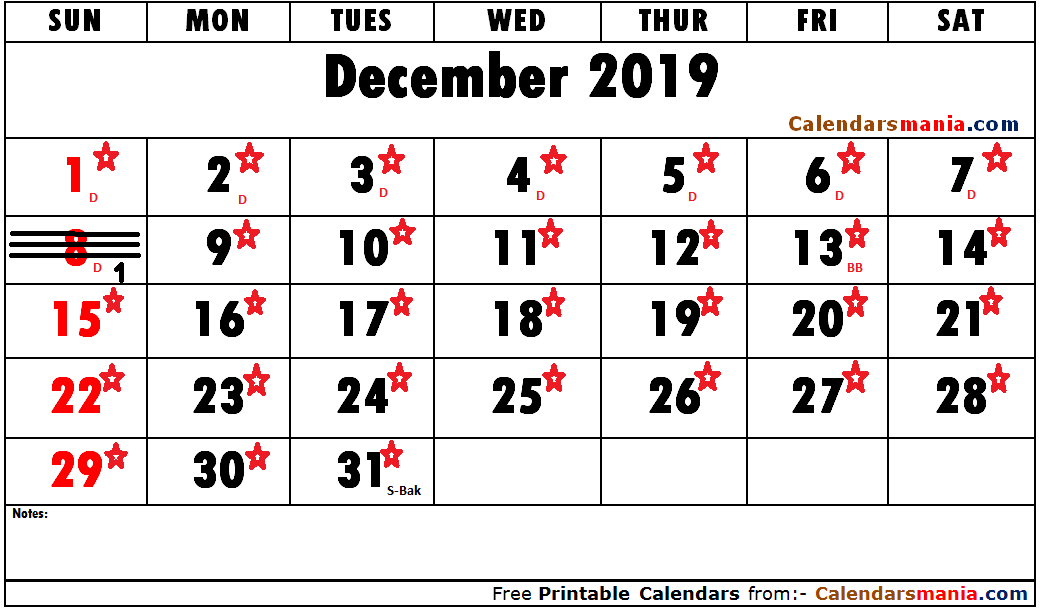 SUN MON TUES WED THUR FRI SAT
December 2019
Calendarsmania.com
1 2 3 4 5 6 7
D D D D D D D
8 9 10 11 12 13 14
D 1 BB
15 16 17 18 19 20 21
22 23 24 25 26 27 28
29 30 31
S-Bak
Notes:
Free Printable Calendars from:- Calendarsmania.com